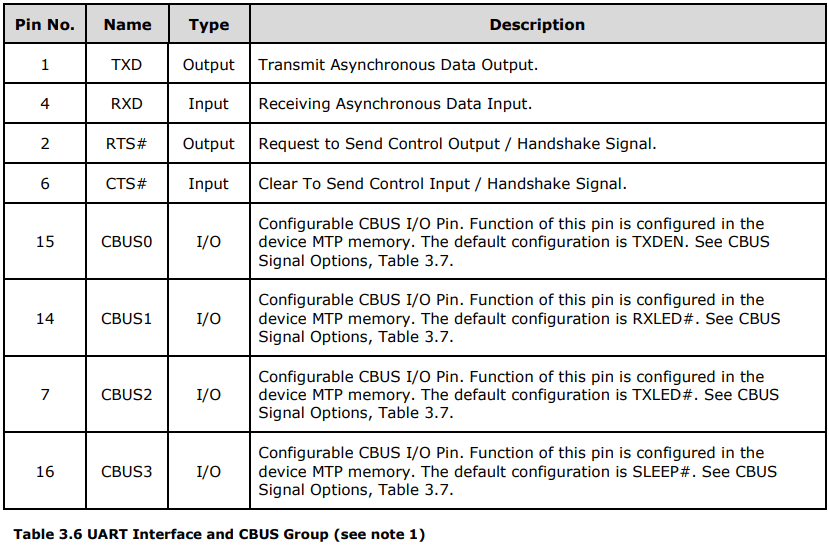 Pin No. Name Type Description
1 TXD Output Transmit Asynchronous Data Output.
4 RXD Input Receiving Asynchronous Data Input.
2 RTS# Output Request to Send Control Output / Handshake Signal.
6 CTS# Input Clear To Send Control Input / Handshake Signal.
15 CBUS0 I/O Configurable CBUS I/O Pin. Function of this pin is configured in the
device MTP memory. The default configuration is TXDEN. See CBUS
Signal Options, Table 3.7.
14 CBUS1 I/O Configurable CBUS I/O Pin. Function of this pin is configured in the
device MTP memory. The default configuration is RXLED#. See CBUS
Signal Options, Table 3.7.
7 CBUS2 I/O Configurable CBUS I/O Pin. Function of this pin is configured in the
device MTP memory. The default configuration is TXLED#. See CBUS
Signal Options, Table 3.7.
16 CBUS3 I/O Configurable CBUS I/O Pin. Function of this pin is configured in the
device MTP memory. The default configuration is SLEEP#. See CBUS
Signal Options, Table 3.7.
Table 3.6 UART Interface and CBUS Group (see note 1)